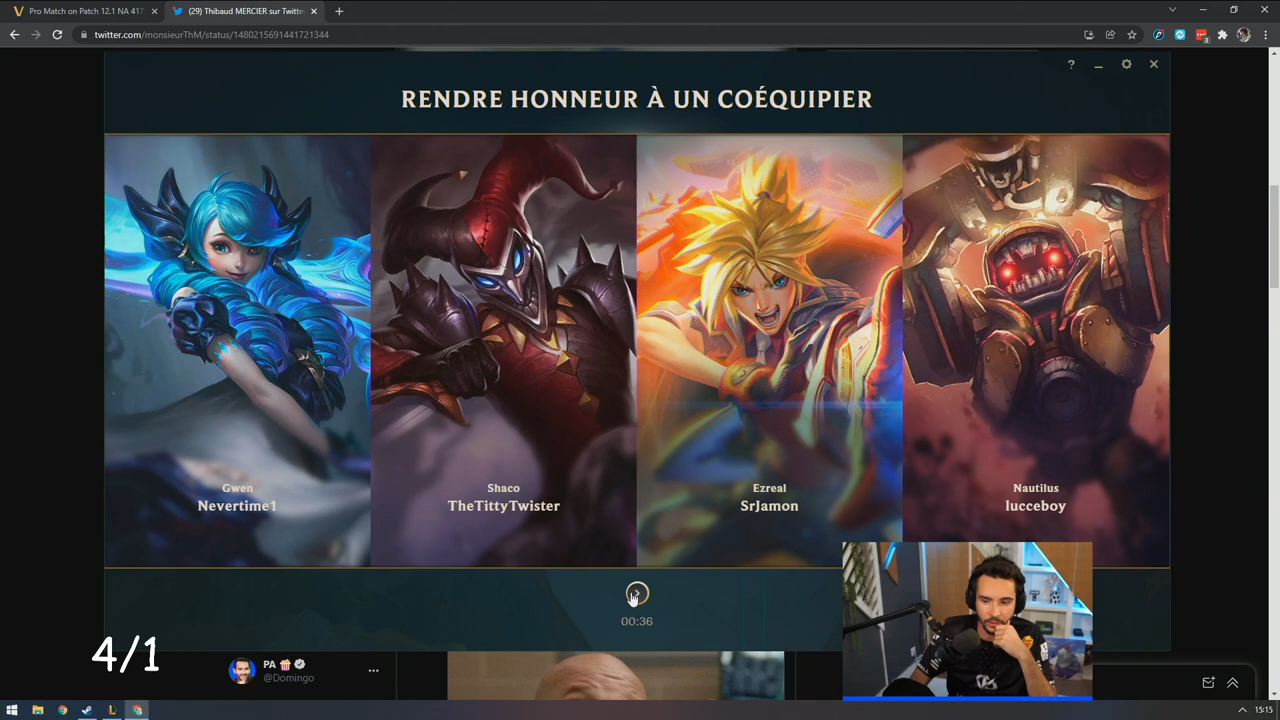 Pro Match on Patch 12.1 NA 417
(29) Thibaud MERCIER sur Twitte
twitter.com/monsieurThM/status/1480215691441721344
3
?
RENDRE HONNEUR À UN COÉQUIPIER
Gwen
Nevertime1
Shaco
TheTittyTwister
Ezreal
SrJamon
Nautilus
lucceboy
00:36
4/1
PA
@Domingo
15:15